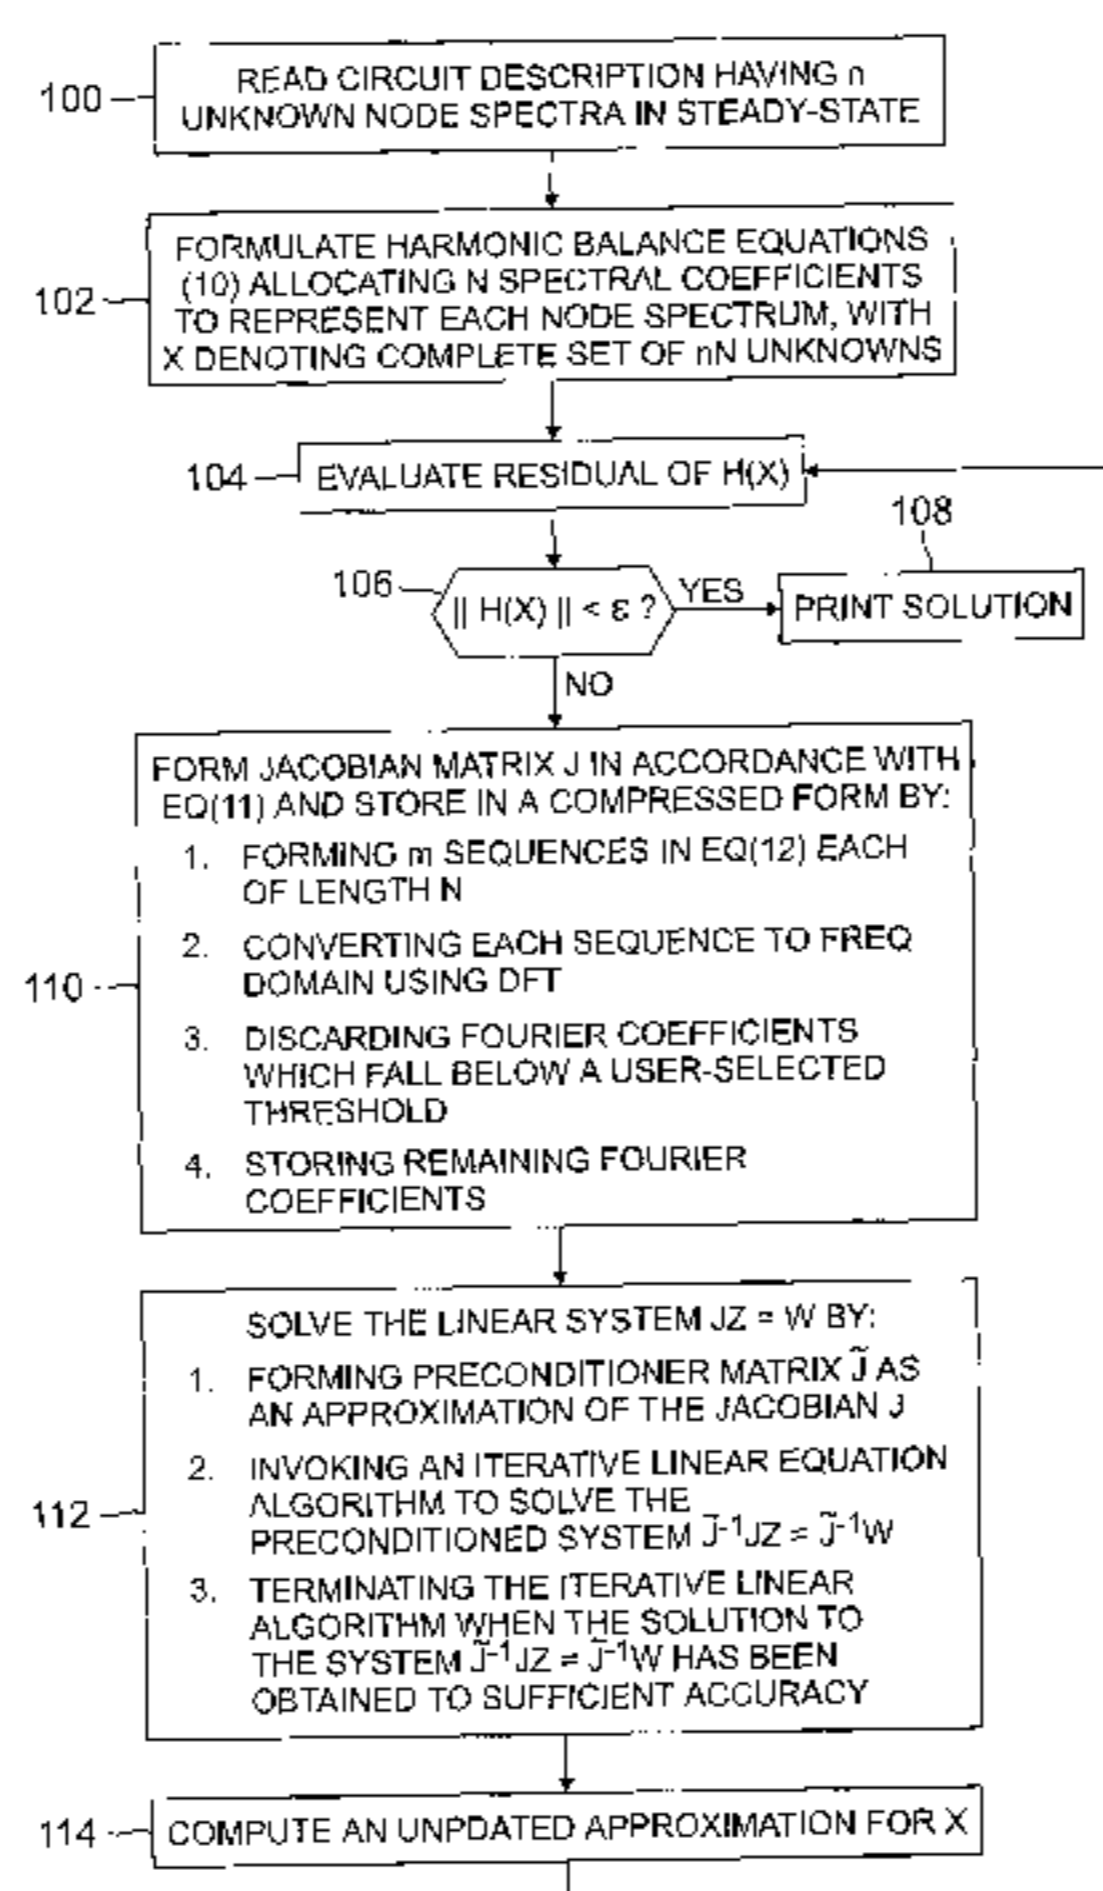 100
READ CIRCUIT DESCRIPTION HAVING n
UNKNOWN NODE SPECTRA IN STEADY-STATE
102
FORMULATE HARMONIC BALANCE EQUATIONS
(10) ALLOCATING N SPECTRAL COEFFICIENTS
TO REPRESENT EACH NODE SPECTRUM, WITH
X DENOTING COMPLETE SET OF nN UNKNOWNS
104
EVALUATE RESIDUAL OF H(X)
108
106
|| H(X) || < ε ?
YES
PRINT SOLUTION
NO
FORM JACOBIAN MATRIX J IN ACCORDANCE WITH
EQ(11) AND STORE IN A COMPRESSED FORM BY:
1. FORMING m SEQUENCES IN EQ(12) EACH
OF LENGTH N
2. CONVERTING EACH SEQUENCE TO FREQ
DOMAIN USING DFT
110
3. DISCARDING FOURIER COEFFICIENTS
WHICH FALL BELOW A USER-SELECTED
THRESHOLD
4. STORING REMAINING FOURIER
COEFFICIENTS
SOLVE THE LINEAR SYSTEM JZ = W BY:
1. FORMING PRECONDITIONER MATRIX J̃ AS
AN APPROXIMATION OF THE JACOBIAN J
2. INVOKING AN ITERATIVE LINEAR EQUATION
ALGORITHM TO SOLVE THE
PRECONDITIONED SYSTEM J̃⁻¹JZ = J̃⁻¹W
112
3. TERMINATING THE ITERATIVE LINEAR
ALGORITHM WHEN THE SOLUTION TO
THE SYSTEM J̃⁻¹JZ = J̃⁻¹W HAS BEEN
OBTAINED TO SUFFICIENT ACCURACY
114
COMPUTE AN UNPDATED APPROXIMATION FOR X